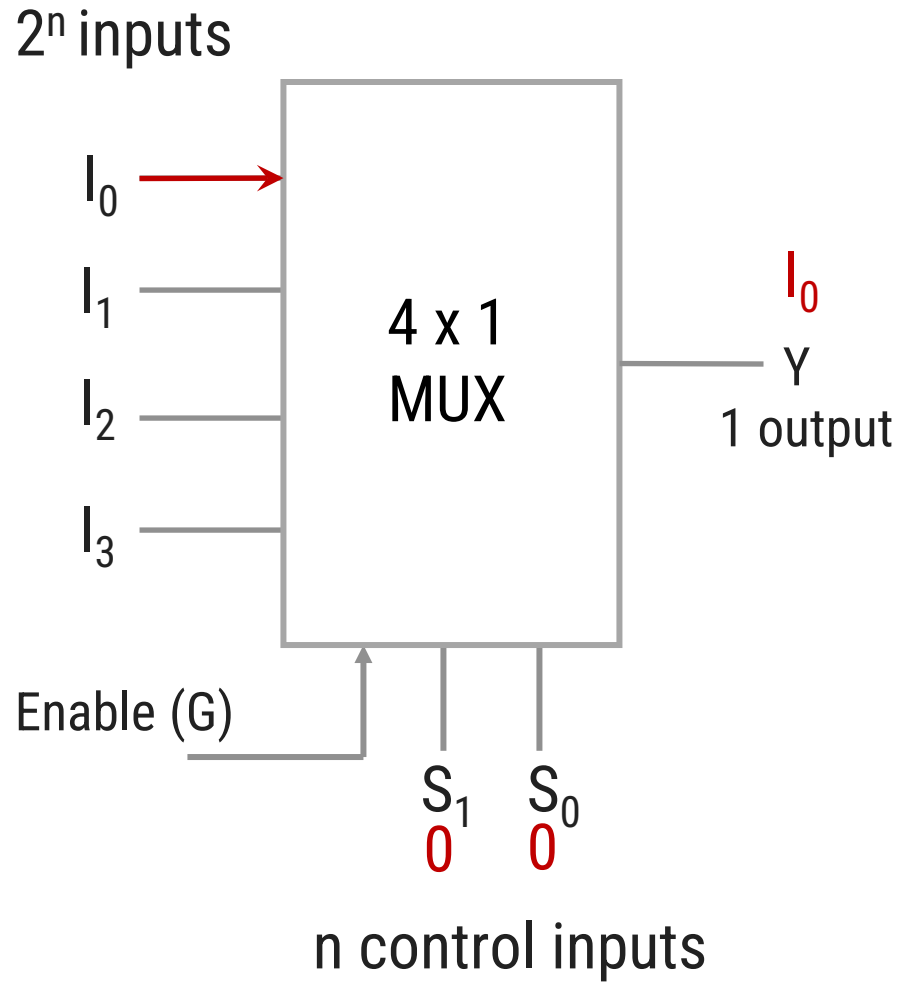 2ⁿ inputs
I₀
I₁
I₂
I₃
4 x 1
MUX
I₀
Y
1 output
Enable (G)
S₁ S₀
0 0
n control inputs